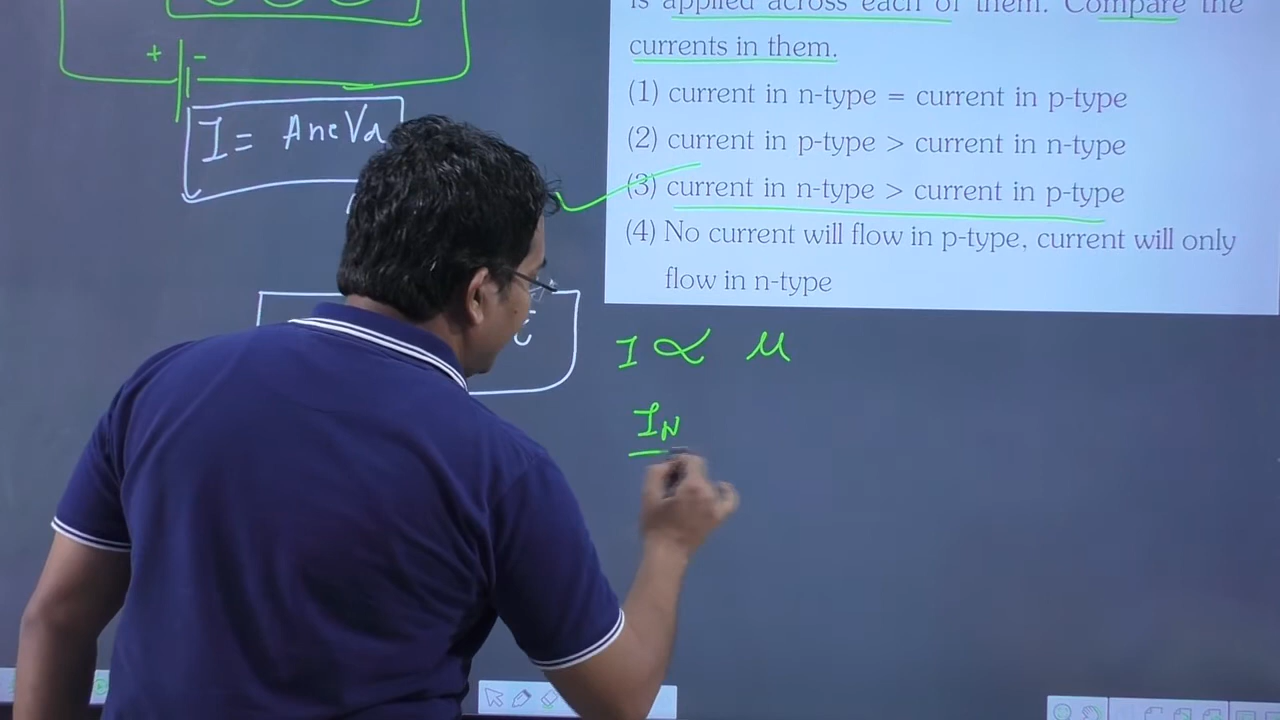 is applied across each of them. Compare the
currents in them.
(1) current in n-type = current in p-type
(2) current in p-type > current in n-type
(3) current in n-type > current in p-type
(4) No current will flow in p-type, current will only
flow in n-type
+ -
I = AneVd
I ∝ μ
I_N